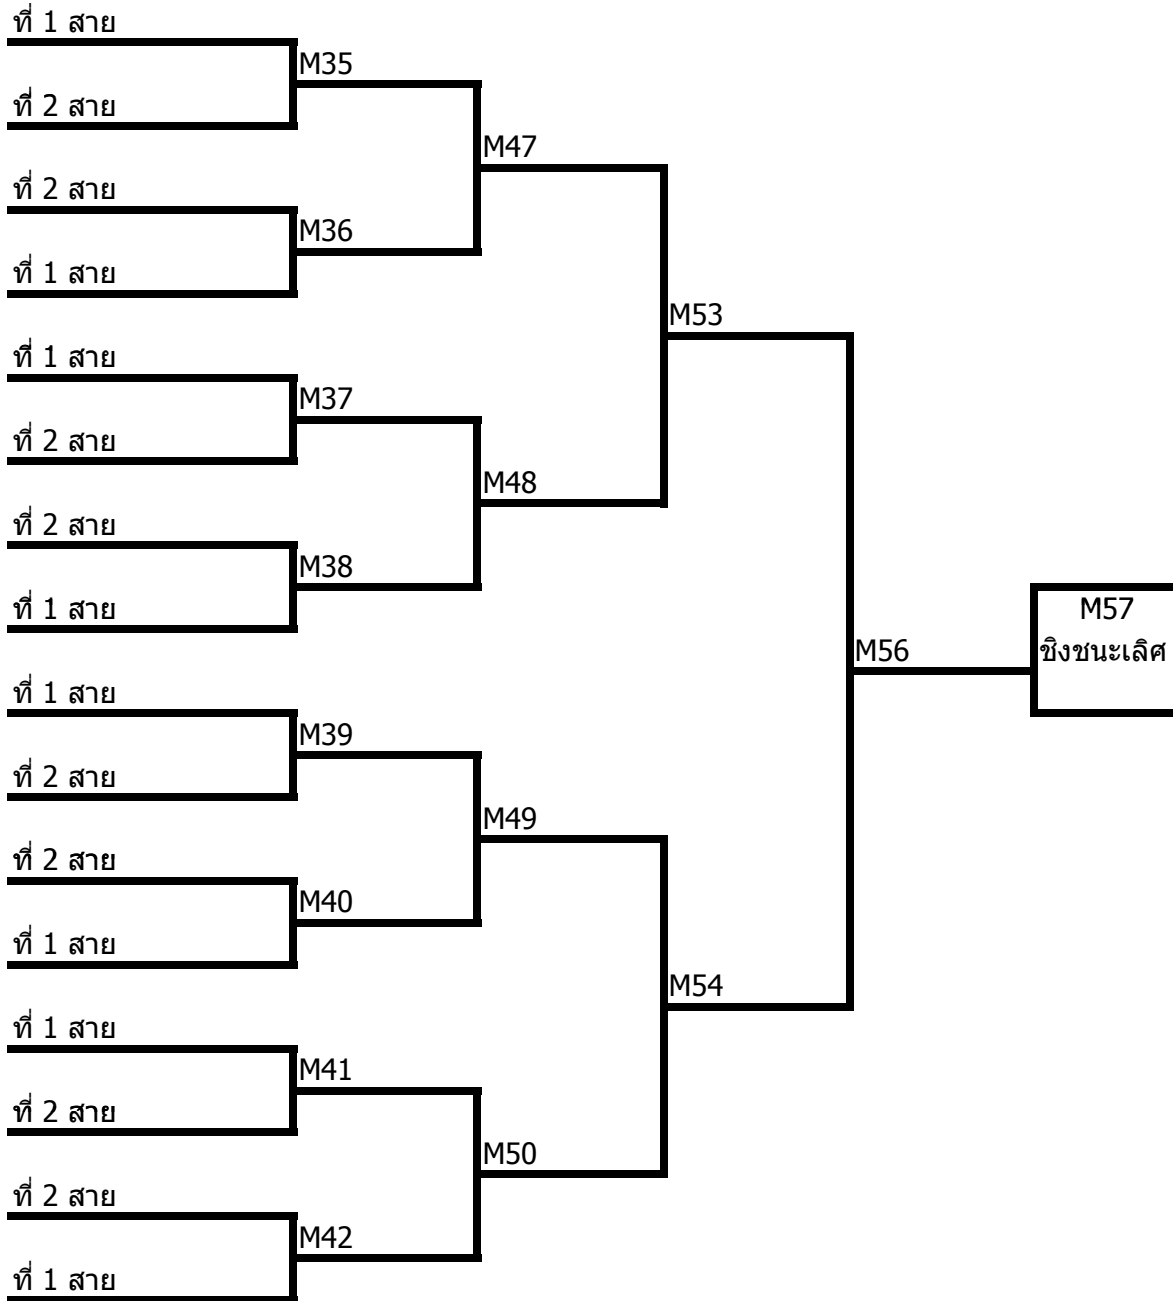 ที่ 1 สาย
M35
ที่ 2 สาย
M47
ที่ 2 สาย
M36
ที่ 1 สาย
M53
ที่ 1 สาย
M37
ที่ 2 สาย
M48
ที่ 2 สาย
M38
ที่ 1 สาย
M57
M56
ชิงชนะเลิศ
ที่ 1 สาย
M39
ที่ 2 สาย
M49
ที่ 2 สาย
M40
ที่ 1 สาย
M54
ที่ 1 สาย
M41
ที่ 2 สาย
M50
ที่ 2 สาย
M42
ที่ 1 สาย